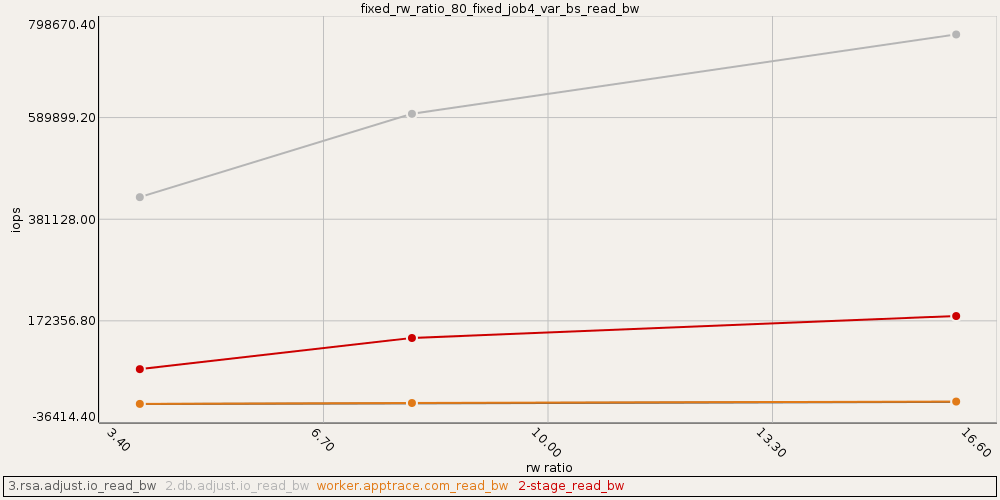 fixed_rw_ratio_80_fixed_job4_var_bs_read_bw
798670.40
589899.20
iops
381128.00
172356.80
-36414.40
3.40 6.70 10.00 13.30 16.60
rw ratio
3.rsa.adjust.io_read_bw 2.db.adjust.io_read_bw worker.apptrace.com_read_bw 2-stage_read_bw